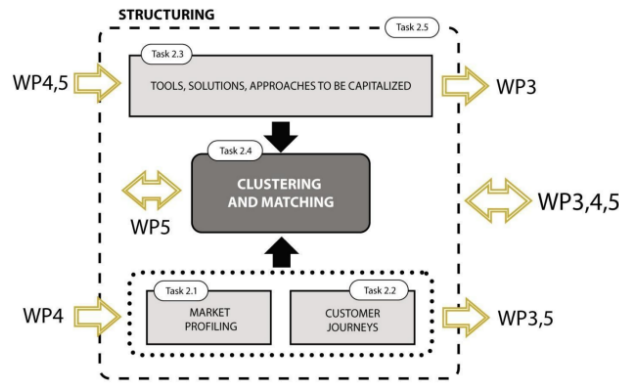 STRUCTURING
Task 2.5
Task 2.3
WP4,5
TOOLS, SOLUTIONS, APPROACHES TO BE CAPITALIZED
WP3
Task 2.4
CLUSTERING
AND MATCHING
WP5
WP3,4,5
Task 2.1
Task 2.2
WP4
MARKET
PROFILING
CUSTOMER
JOURNEYS
WP3,5